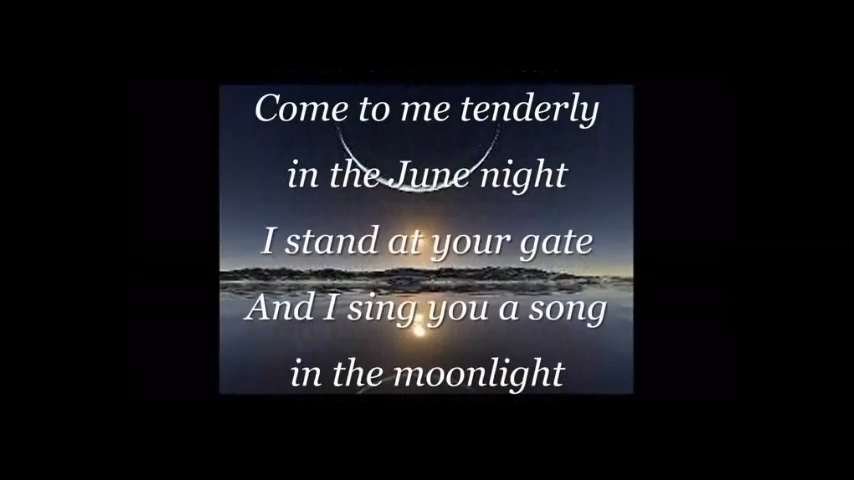 Come to me tenderly
in the June night
I stand at your gate
And I sing you a song
in the moonlight